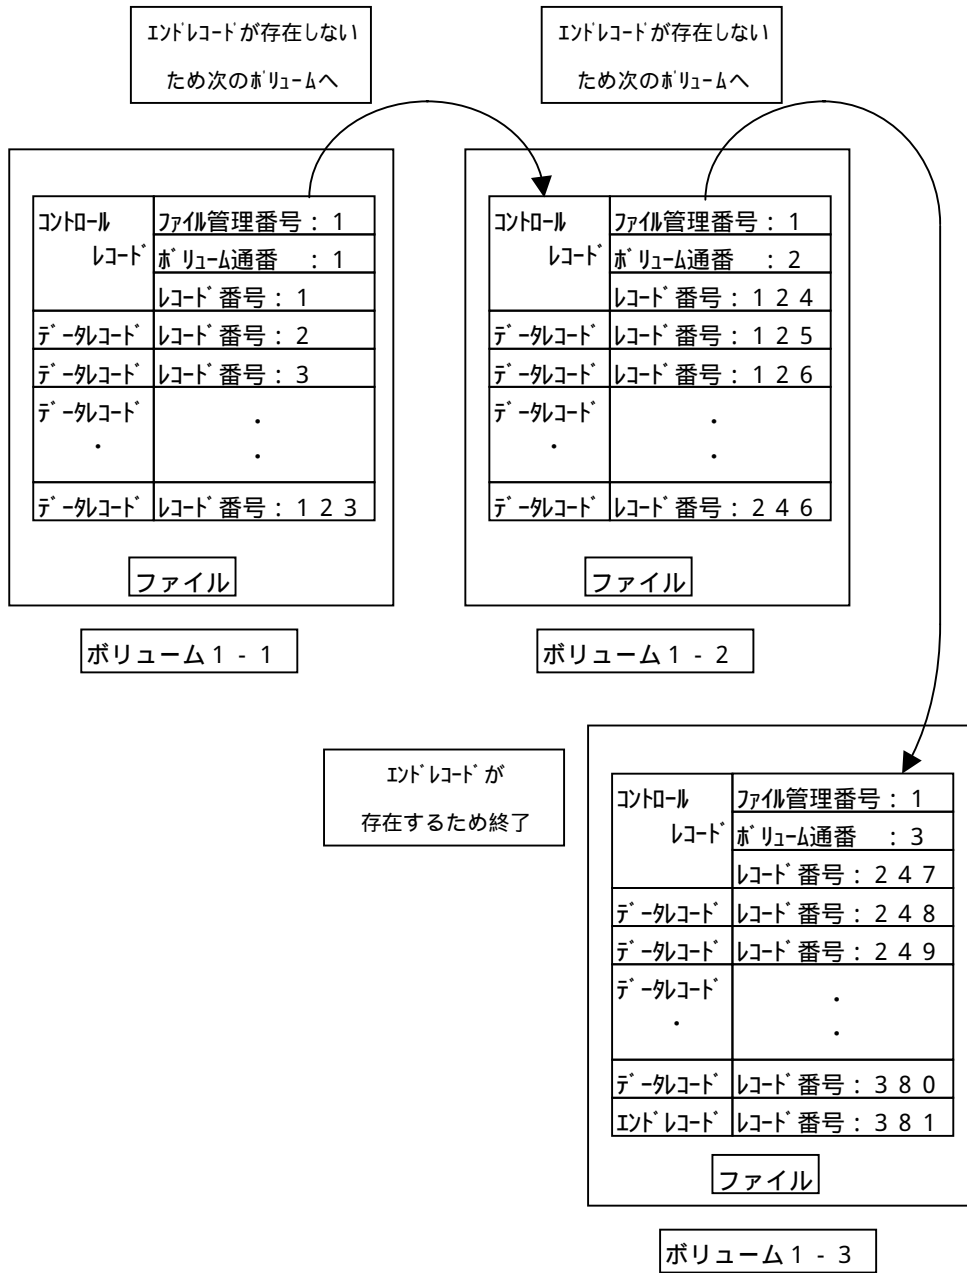 ｴﾝﾄﾞﾚｺｰﾄﾞが存在しない
ため次のﾎﾞﾘｭｰﾑへ
ｴﾝﾄﾞﾚｺｰﾄﾞが存在しない
ため次のﾎﾞﾘｭｰﾑへ
ｺﾝﾄﾛｰﾙ
ﾚｺｰﾄﾞ
ﾌｧｲﾙ管理番号：１
ﾎﾞﾘｭｰﾑ通番　：１
ﾚｺｰﾄﾞ番号：１
ﾃﾞｰﾀﾚｺｰﾄﾞ ﾚｺｰﾄﾞ番号：２
ﾃﾞｰﾀﾚｺｰﾄﾞ ﾚｺｰﾄﾞ番号：３
ﾃﾞｰﾀﾚｺｰﾄﾞ ・
・ ・
ﾃﾞｰﾀﾚｺｰﾄﾞ ﾚｺｰﾄﾞ番号：１２３
ファイル
ボリューム１－１
ｺﾝﾄﾛｰﾙ
ﾚｺｰﾄﾞ
ﾌｧｲﾙ管理番号：１
ﾎﾞﾘｭｰﾑ通番　：２
ﾚｺｰﾄﾞ番号：１２４
ﾃﾞｰﾀﾚｺｰﾄﾞ ﾚｺｰﾄﾞ番号：１２５
ﾃﾞｰﾀﾚｺｰﾄﾞ ﾚｺｰﾄﾞ番号：１２６
ﾃﾞｰﾀﾚｺｰﾄﾞ ・
・ ・
ﾃﾞｰﾀﾚｺｰﾄﾞ ﾚｺｰﾄﾞ番号：２４６
ファイル
ボリューム１－２
ｴﾝﾄﾞﾚｺｰﾄﾞが
存在するため終了
ｺﾝﾄﾛｰﾙ
ﾚｺｰﾄﾞ
ﾌｧｲﾙ管理番号：１
ﾎﾞﾘｭｰﾑ通番　：３
ﾚｺｰﾄﾞ番号：２４７
ﾃﾞｰﾀﾚｺｰﾄﾞ ﾚｺｰﾄﾞ番号：２４８
ﾃﾞｰﾀﾚｺｰﾄﾞ ﾚｺｰﾄﾞ番号：２４９
ﾃﾞｰﾀﾚｺｰﾄﾞ ・
・ ・
ﾃﾞｰﾀﾚｺｰﾄﾞ ﾚｺｰﾄﾞ番号：３８０
ｴﾝﾄﾞﾚｺｰﾄﾞ ﾚｺｰﾄﾞ番号：３８１
ファイル
ボリューム１－３